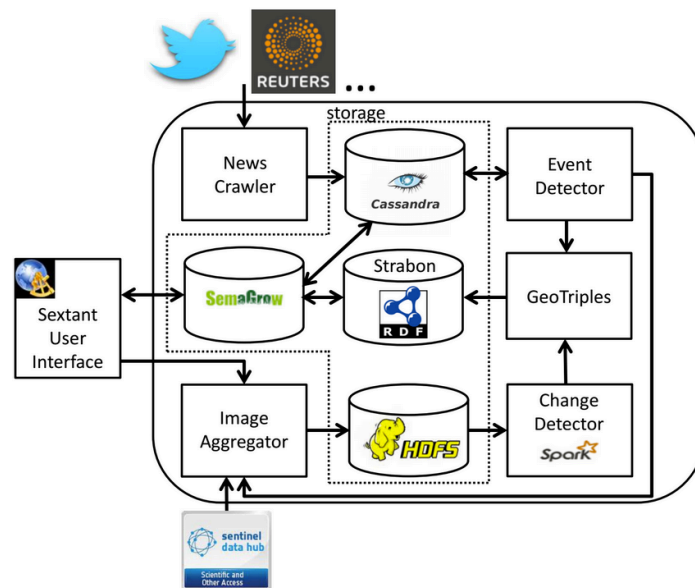 REUTERS
...
storage
News
Crawler
Cassandra
Event
Detector
Sextant
User
Interface
SemaGrow
Strabon
RDF
GeoTriples
Image
Aggregator
HDFS
Change
Detector
Spark
sentinel
data hub
Scientific and
Other Access